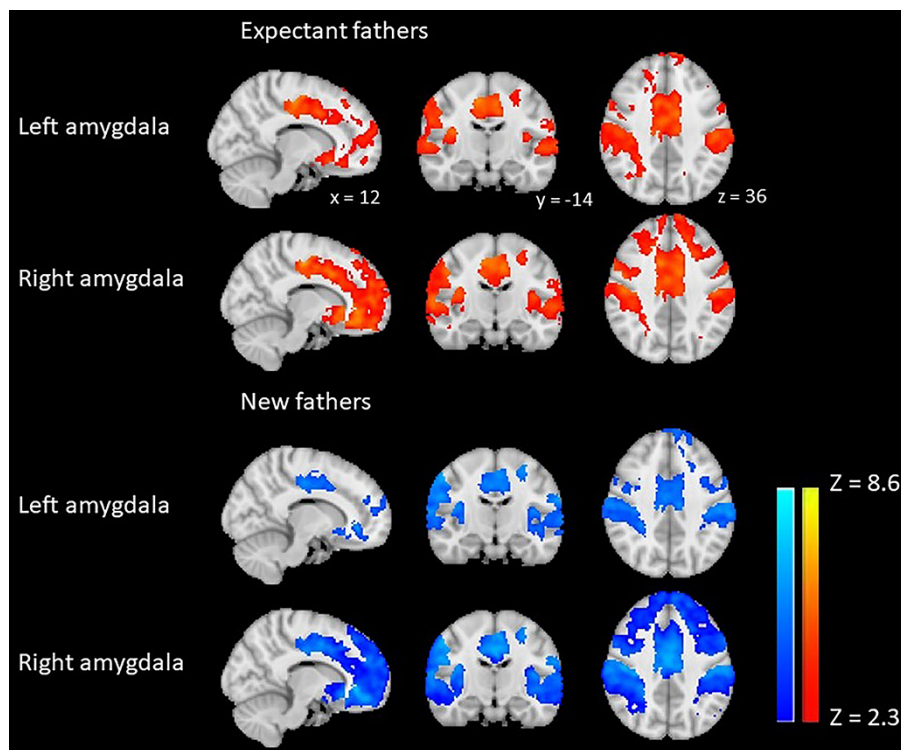 Expectant fathers
Left amygdala
x = 12
y = -14
z = 36
Right amygdala
New fathers
Left amygdala
Z = 8.6
Right amygdala
Z = 2.3